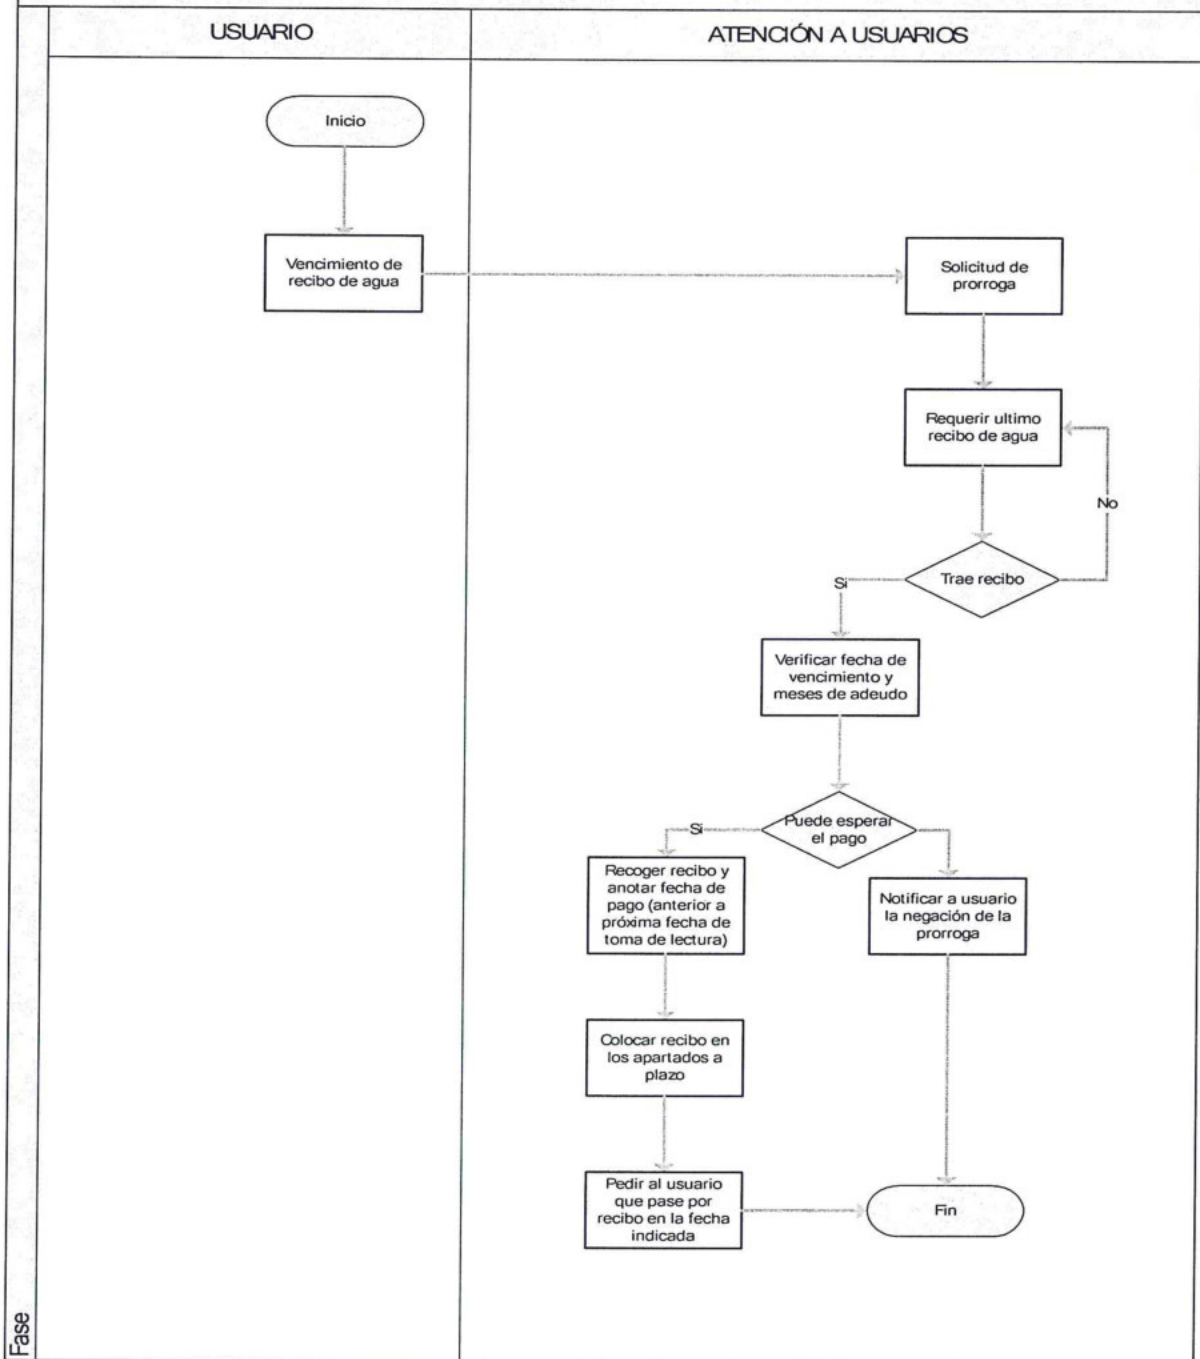 USUARIO
ATENCIÓN A USUARIOS
Inicio
Vencimiento de
recibo de agua
Solicitud de
prorroga
Requerir ultimo
recibo de agua
No
Trae recibo
Si
Verificar fecha de
vencimiento y
meses de adeudo
Puede esperar
el pago
Si
Recoger recibo y
anotar fecha de
pago (anterior a
próxima fecha de
toma de lectura)
Notificar a usuario
la negación de la
prorroga
Colocar recibo en
los apartados a
plazo
Pedir al usuario
que pase por
recibo en la fecha
indicada
Fin
Fase